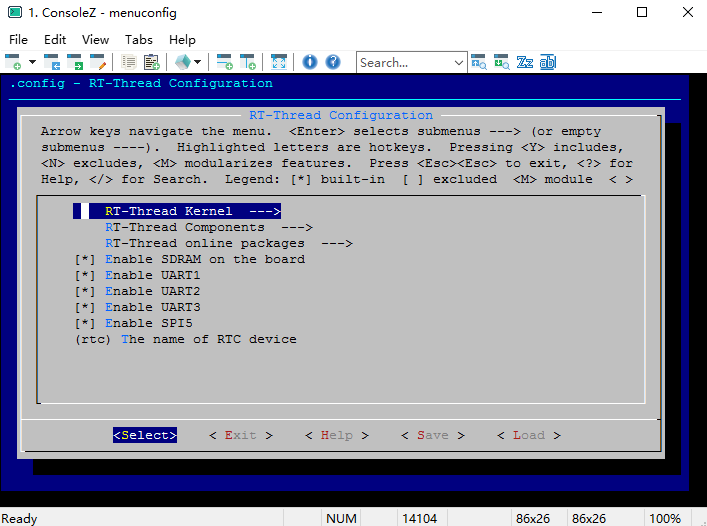 1. ConsoleZ - menuconfig
File Edit View Tabs Help
Search...
.config - RT-Thread Configuration
RT-Thread Configuration
Arrow keys navigate the menu. <Enter> selects submenus ---> (or empty
submenus ----). Highlighted letters are hotkeys. Pressing <Y> includes,
<N> excludes, <M> modularizes features. Press <Esc><Esc> to exit, <?> for
Help, </> for Search. Legend: [*] built-in [ ] excluded <M> module < >
RT-Thread Kernel --->
RT-Thread Components --->
RT-Thread online packages --->
[*] Enable SDRAM on the board
[*] Enable UART1
[*] Enable UART2
[*] Enable UART3
[*] Enable SPI5
(rtc) The name of RTC device
<Select> < Exit > < Help > < Save > < Load >
Ready NUM 14104 86x26 86x26 100%